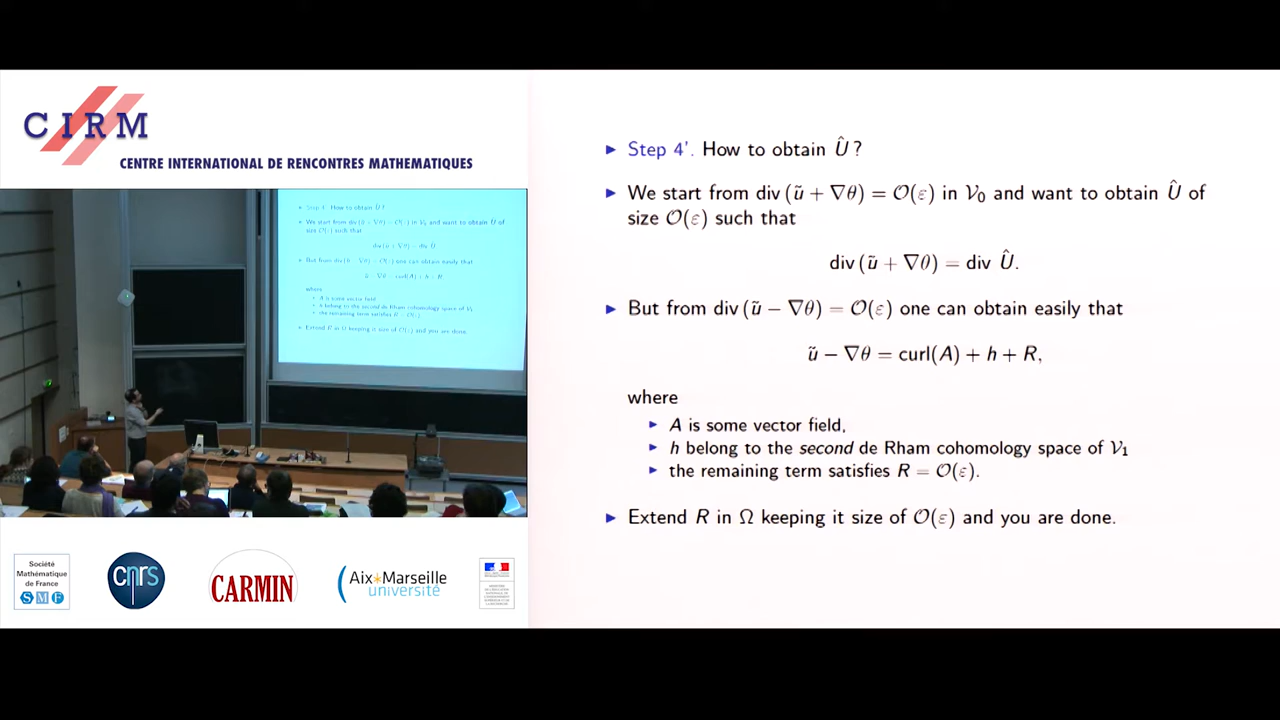 CIRM
CENTRE INTERNATIONAL DE RENCONTRES MATHEMATIQUES
Société
Mathématique
de France
SMF
cnrs
CARMIN
Aix*Marseille
université
▶ Step 4'. How to obtain Û?
▶ We start from div (ũ + ∇θ) = 𝒪(ε) in 𝒱₀ and want to obtain Û of
size 𝒪(ε) such that
div (ũ + ∇θ) = div Û.
▶ But from div (ũ − ∇θ) = 𝒪(ε) one can obtain easily that
ũ − ∇θ = curl(A) + h + R,
where
▶ A is some vector field,
▶ h belong to the second de Rham cohomology space of 𝒱₁
▶ the remaining term satisfies R = 𝒪(ε).
▶ Extend R in Ω keeping it size of 𝒪(ε) and you are done.